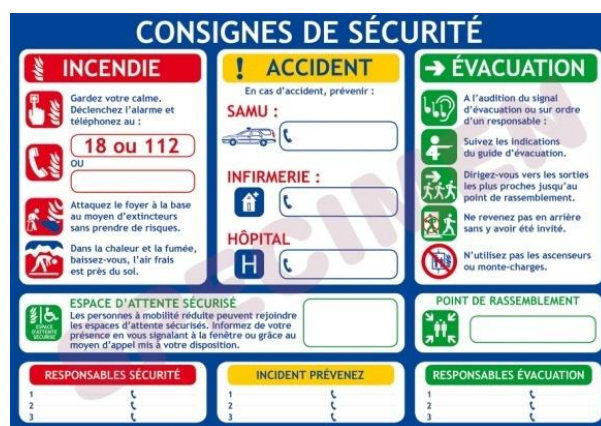 CONSIGNES DE SÉCURITÉ
INCENDIE
Gardez votre calme.
Déclenchez l'alarme et
téléphonez au :
18 ou 112
OU
Attaquez le foyer à la base
au moyen d'extincteurs
sans prendre de risques.
Dans la chaleur et la fumée,
baissez-vous, l'air frais
est près du sol.
! ACCIDENT
En cas d'accident, prévenir :
SAMU :
INFIRMERIE :
HÔPITAL
H
ÉVACUATION
A l'audition du signal
d'évacuation ou sur ordre
d'un responsable :
Suivez les indications
du guide d'évacuation.
Dirigez-vous vers les sorties
les plus proches jusqu'au
point de rassemblement.
Ne revenez pas en arrière
sans y avoir été invité.
N'utilisez pas les ascenseurs
ou monte-charges.
ESPACE
D'ATTENTE
SÉCURISÉ
ESPACE D'ATTENTE SÉCURISÉ
Les personnes à mobilité réduite peuvent rejoindre
les espaces d'attente sécurisés. Informez de votre
présence en vous signalant à la fenêtre ou grâce au
moyen d'appel mis à votre disposition.
POINT DE RASSEMBLEMENT
RESPONSABLES SÉCURITÉ
1
2
3
INCIDENT PRÉVENEZ
1
2
3
RESPONSABLES ÉVACUATION
1
2
3
SPECIMEN